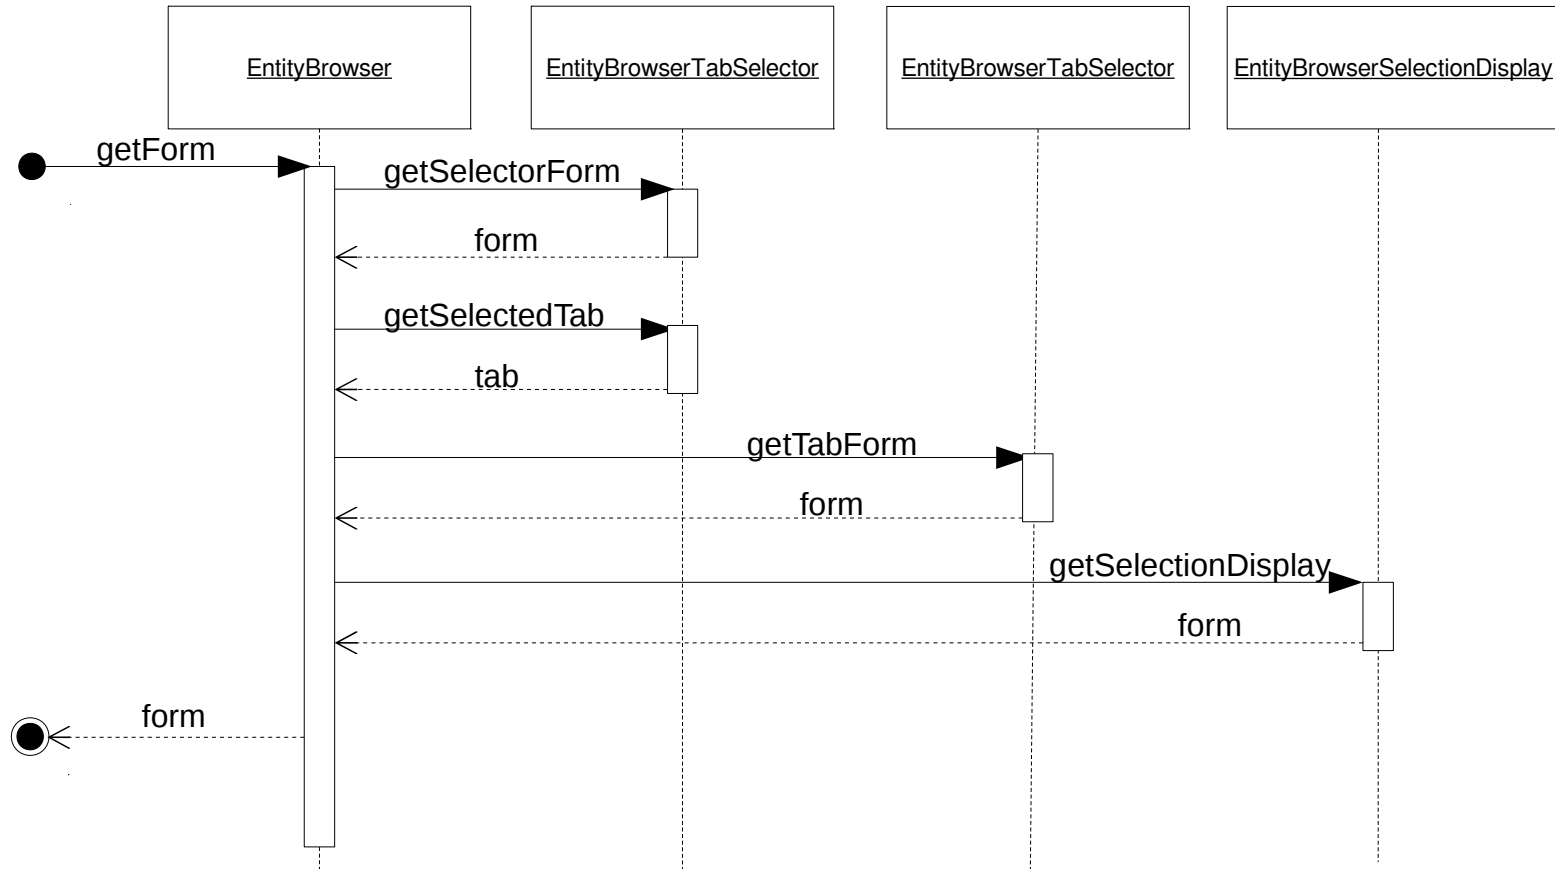 EntityBrowser
EntityBrowserTabSelector
EntityBrowserTabSelector
EntityBrowserSelectionDisplay
getForm
getSelectorForm
form
getSelectedTab
tab
getTabForm
form
getSelectionDisplay
form
form